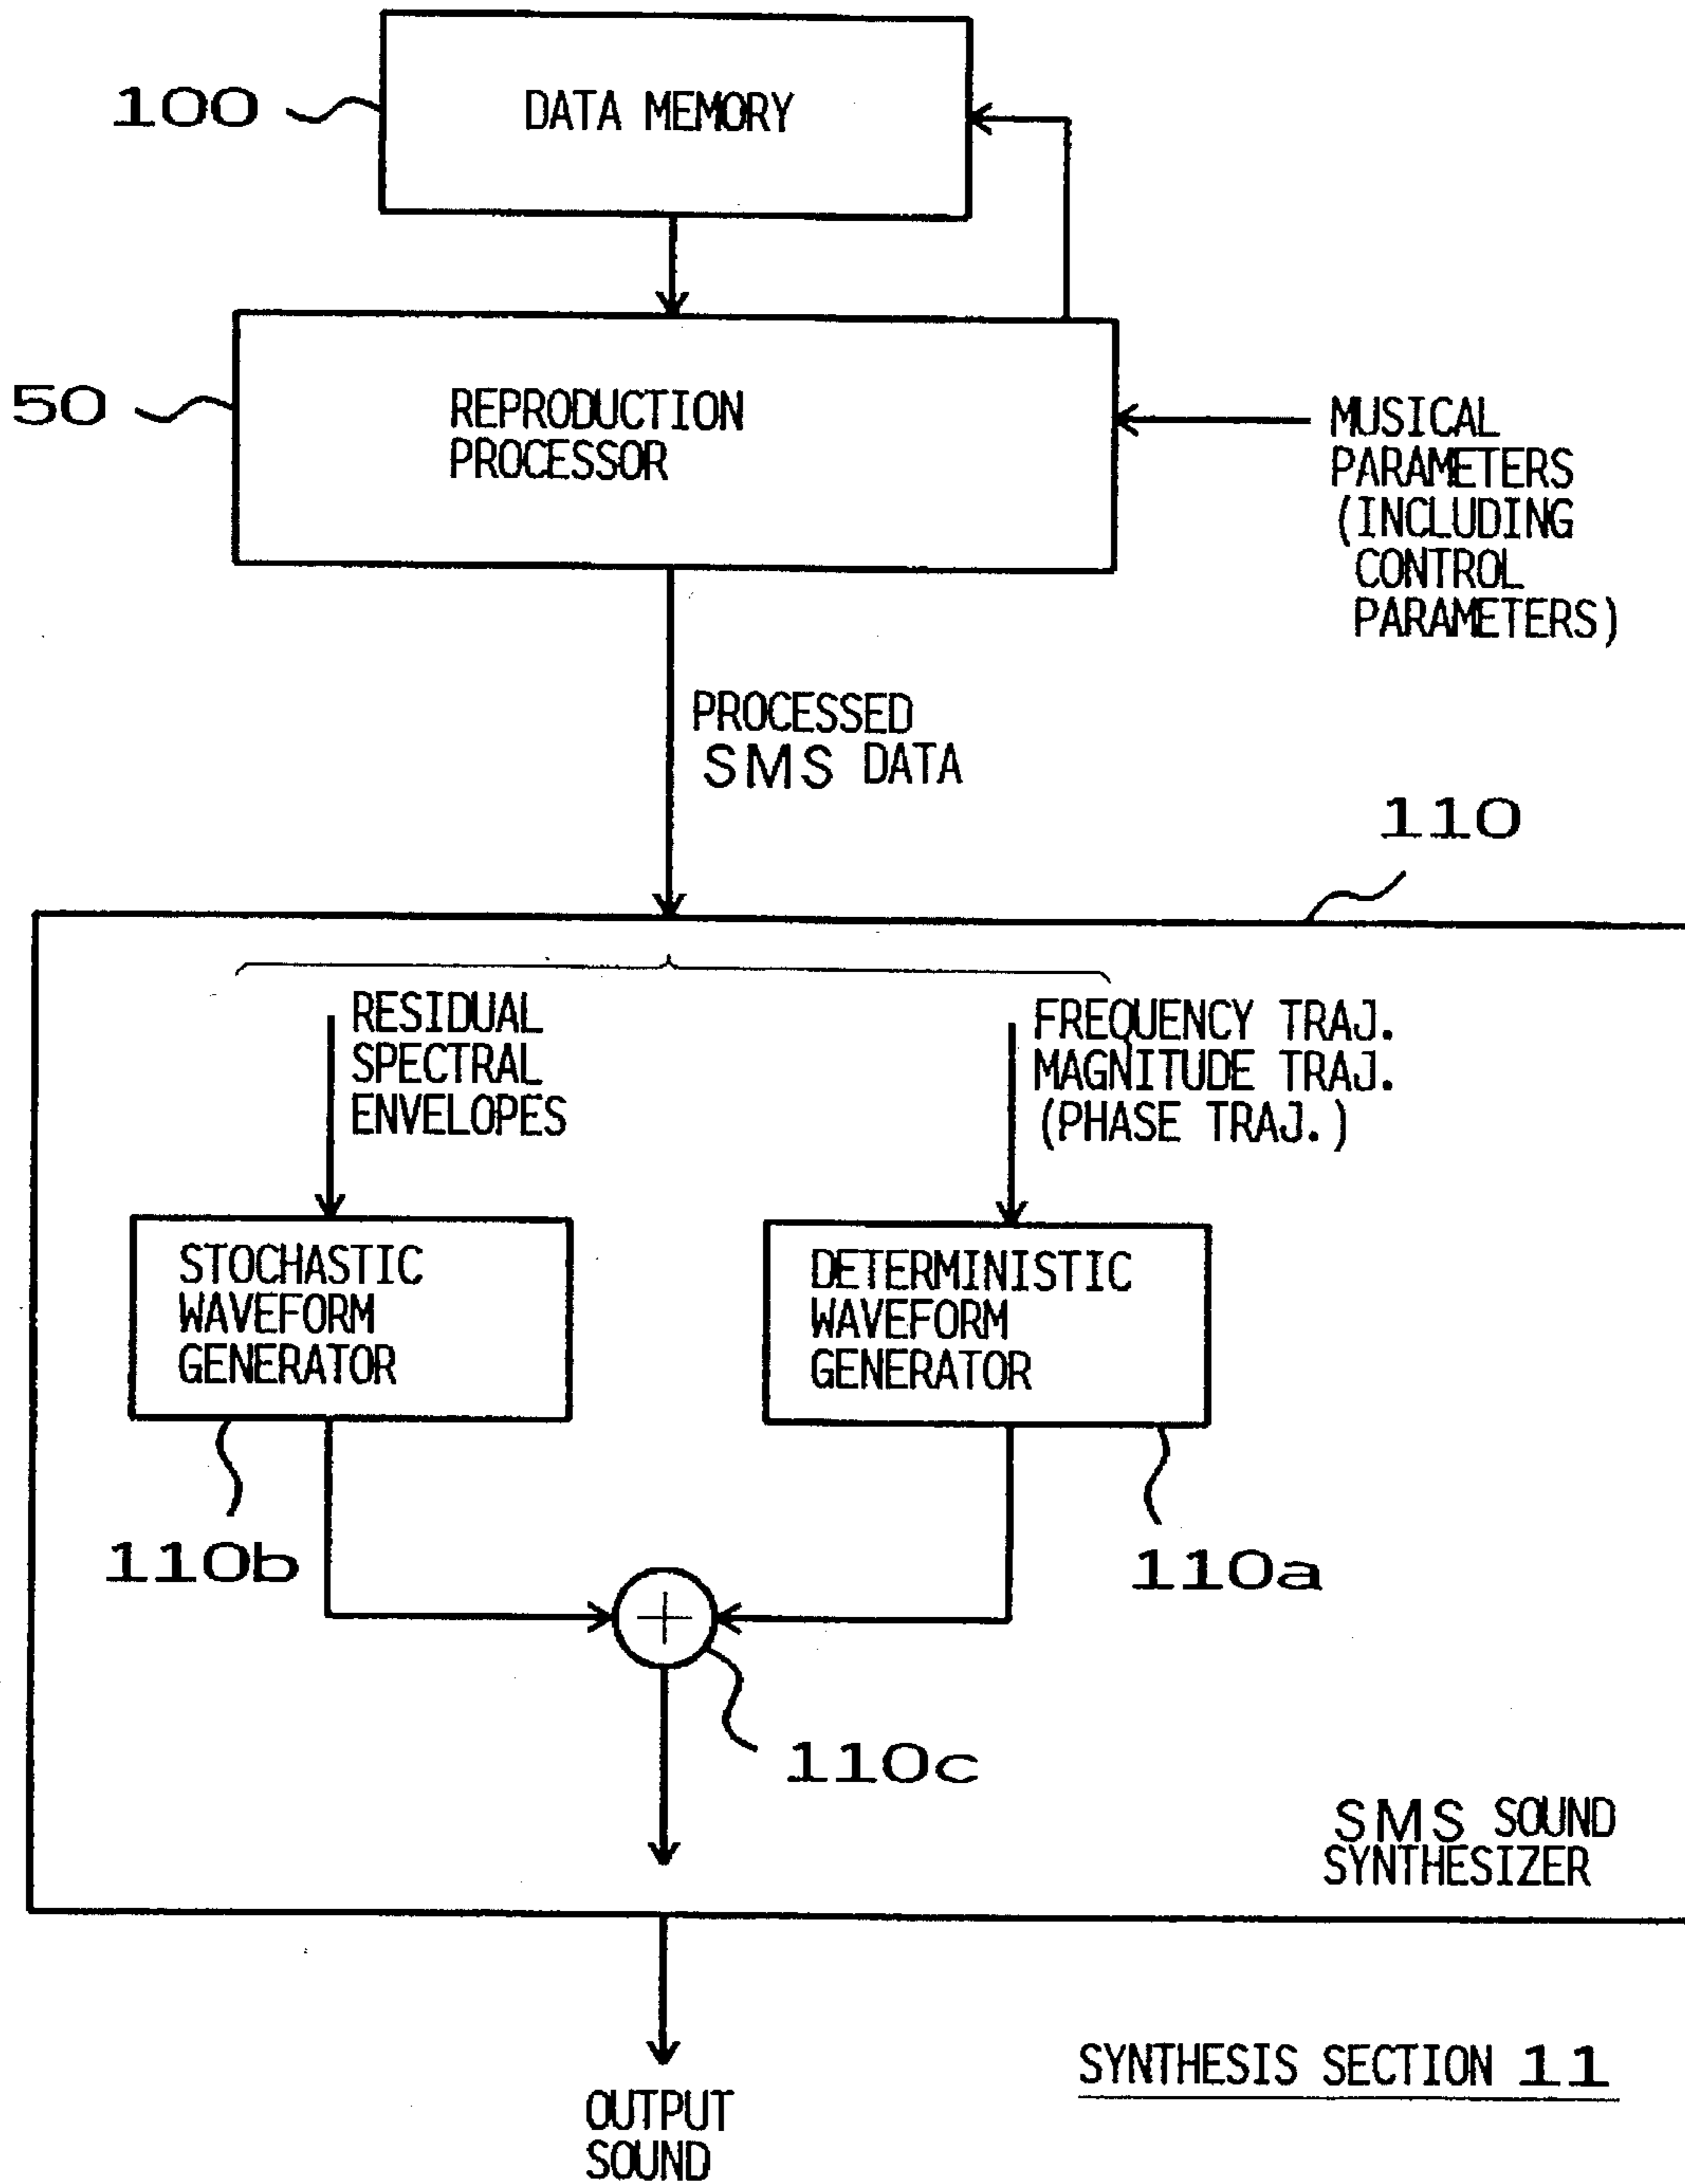 100
DATA MEMORY
50
REPRODUCTION
PROCESSOR
MUSICAL
PARAMETERS
(INCLUDING
CONTROL
PARAMETERS)
PROCESSED
SMS DATA
110
RESIDUAL
SPECTRAL
ENVELOPES
FREQUENCY TRAJ.
MAGNITUDE TRAJ.
(PHASE TRAJ.)
STOCHASTIC
WAVEFORM
GENERATOR
DETERMINISTIC
WAVEFORM
GENERATOR
110b
110a
+
110c
SMS SOUND
SYNTHESIZER
OUTPUT
SOUND
SYNTHESIS SECTION 11